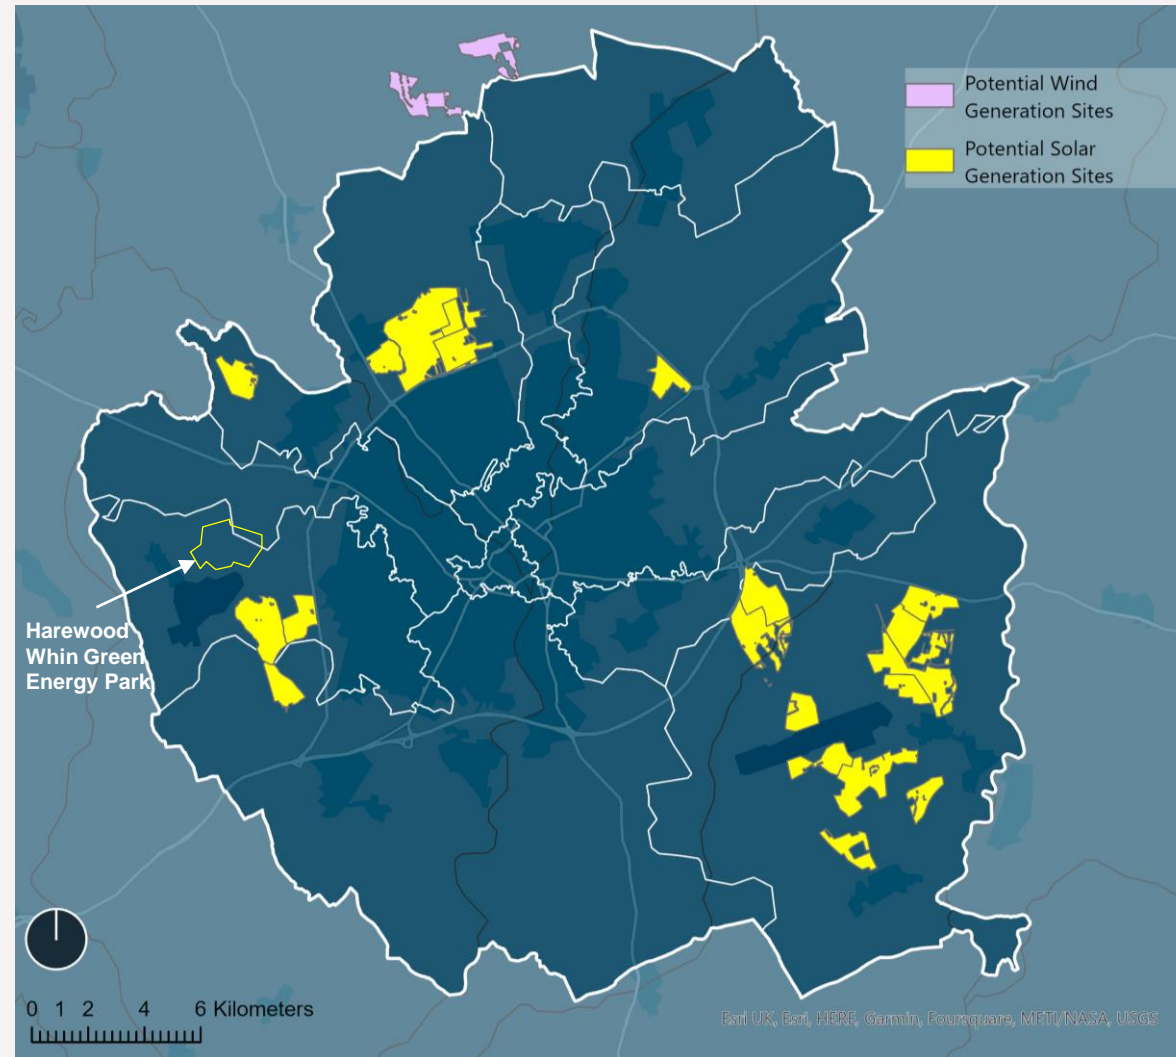 Potential Wind
Generation Sites
Potential Solar
Generation Sites
Harewood
Whin Green
Energy Park
0 1 2 4 6 Kilometers
Esri UK, Esri, HERE, Garmin, Foursquare, METI/NASA, USGS